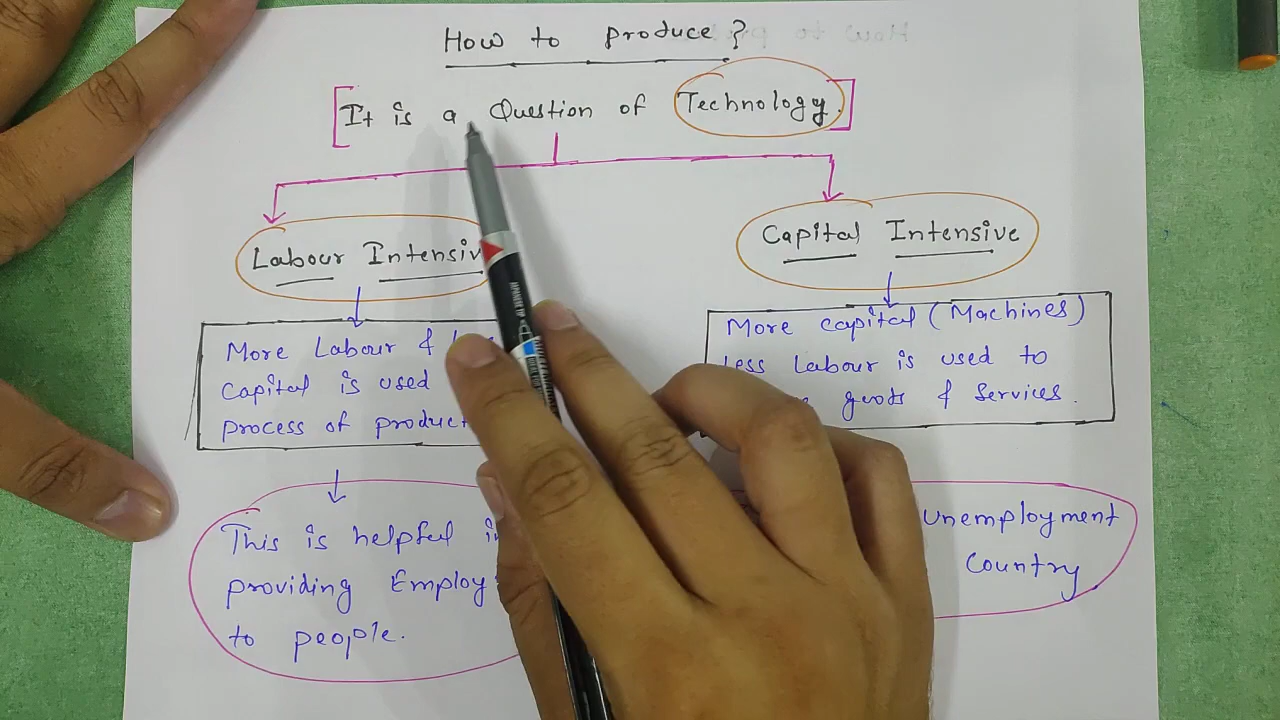 How to produce?
[It is a Question of Technology.]
Labour Intensiv
Capital Intensive
More Labour &
capital is used
process of product
More capital (Machines)
less Labour is used to
goods & Services.
This is helpful in
providing Employ
to people.
unemployment
Country